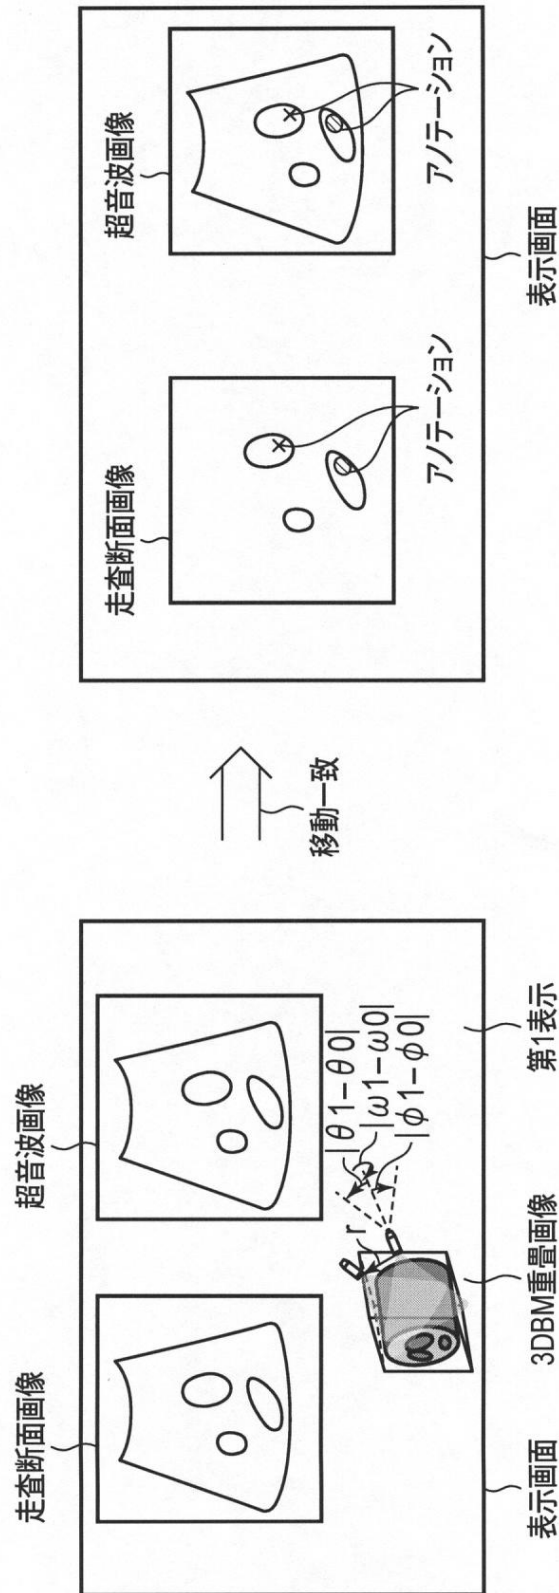 走査断面画像
超音波画像
r
|θ1−θ0|
|ω1−ω0|
|φ1−φ0|
表示画面
3DBM重畳画像
第1表示
移動一致
走査断面画像
超音波画像
アノテーション
アノテーション
表示画面